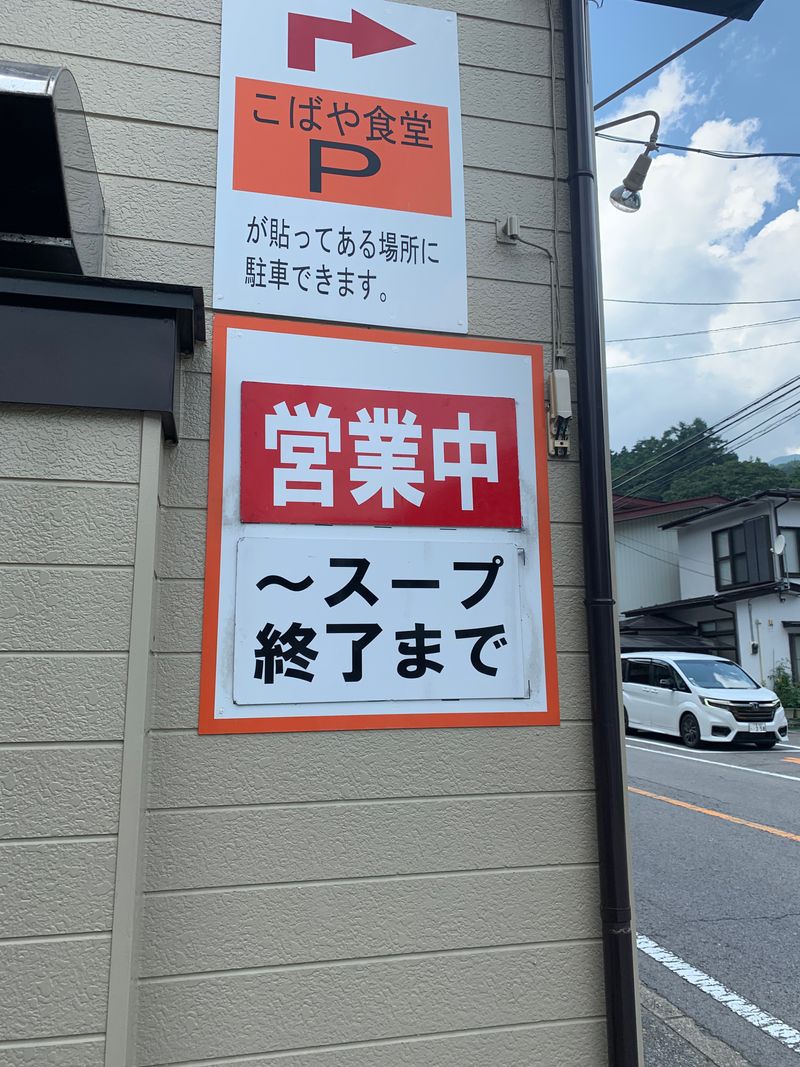 こばや食堂
P
が貼ってある場所に
駐車できます。
営業中
～スープ
終了まで